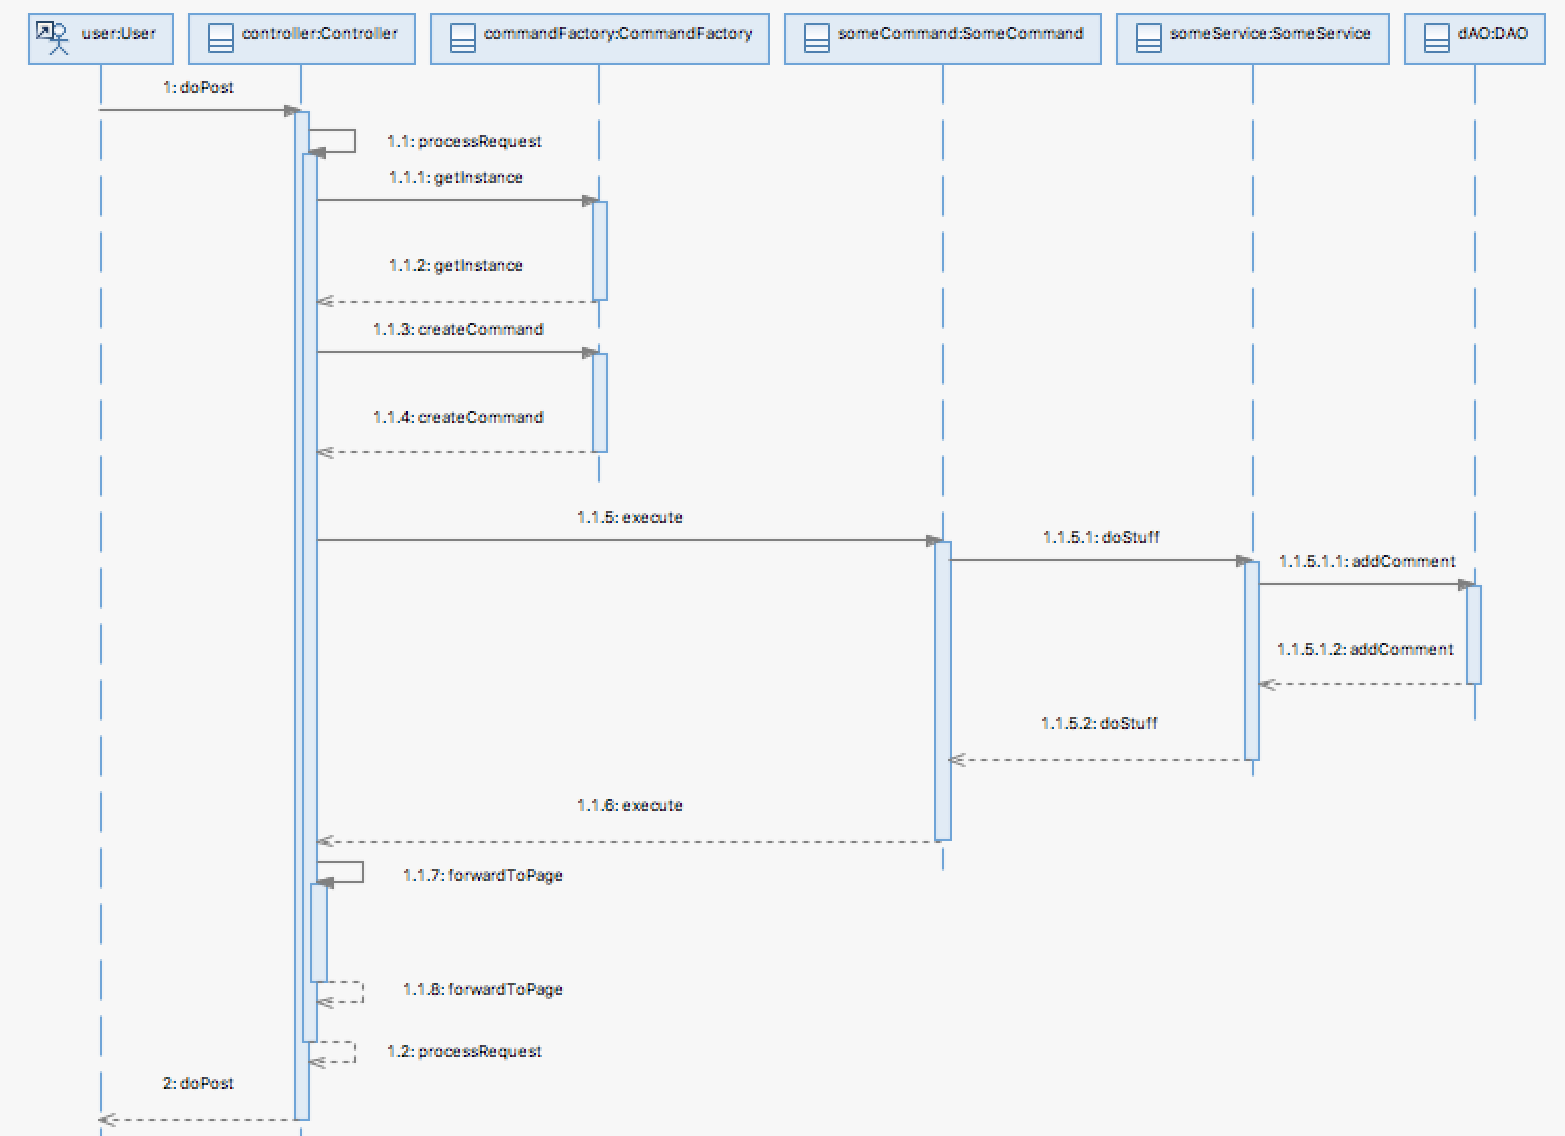 user:User
controller:Controller
commandFactory:CommandFactory
someCommand:SomeCommand
someService:SomeService
dAO:DAO
1: doPost
1.1: processRequest
1.1.1: getInstance
1.1.2: getInstance
1.1.3: createCommand
1.1.4: createCommand
1.1.5: execute
1.1.5.1: doStuff
1.1.5.1.1: addComment
1.1.5.1.2: addComment
1.1.5.2: doStuff
1.1.6: execute
1.1.7: forwardToPage
1.1.8: forwardToPage
1.2: processRequest
2: doPost